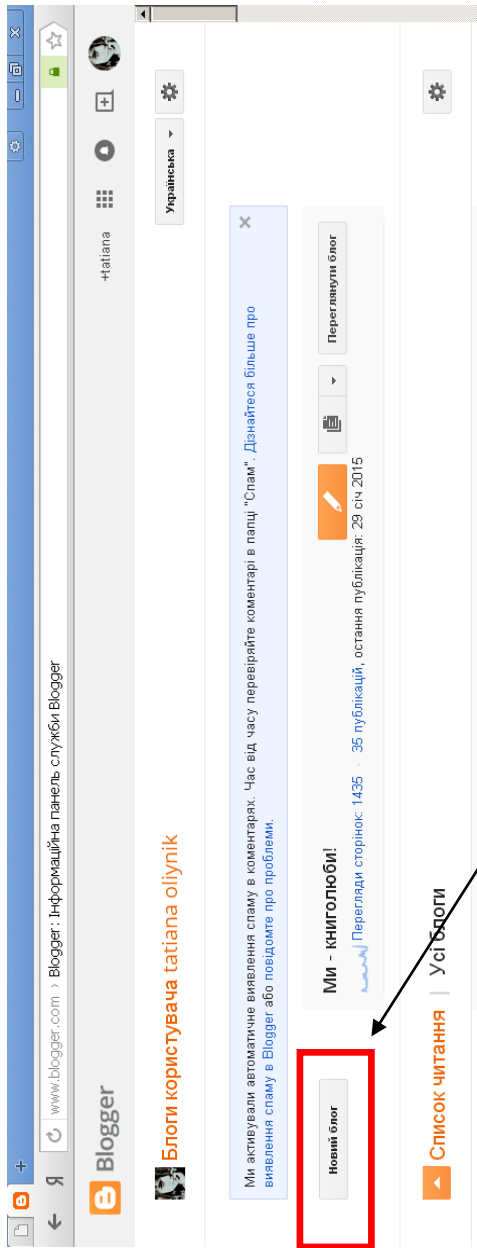 Я www.blogger.com › Blogger: Інформаційна панель служби Blogger
Blogger
+tatiana
Блоги користувача tatiana oliynik
Українська
Ми активували автоматичне виявлення спаму в коментарях. Час від часу перевіряйте коментарі в папці "Спам". Дізнайтеся більше про
виявлення спаму в Blogger або повідомте про проблеми.
Новий блог
Ми - книголюби!
Переглянути блог
Перегляди сторінок: 1435 - 35 публікацій, остання публікація: 29 січ 2015
Список читання | Усі блоги